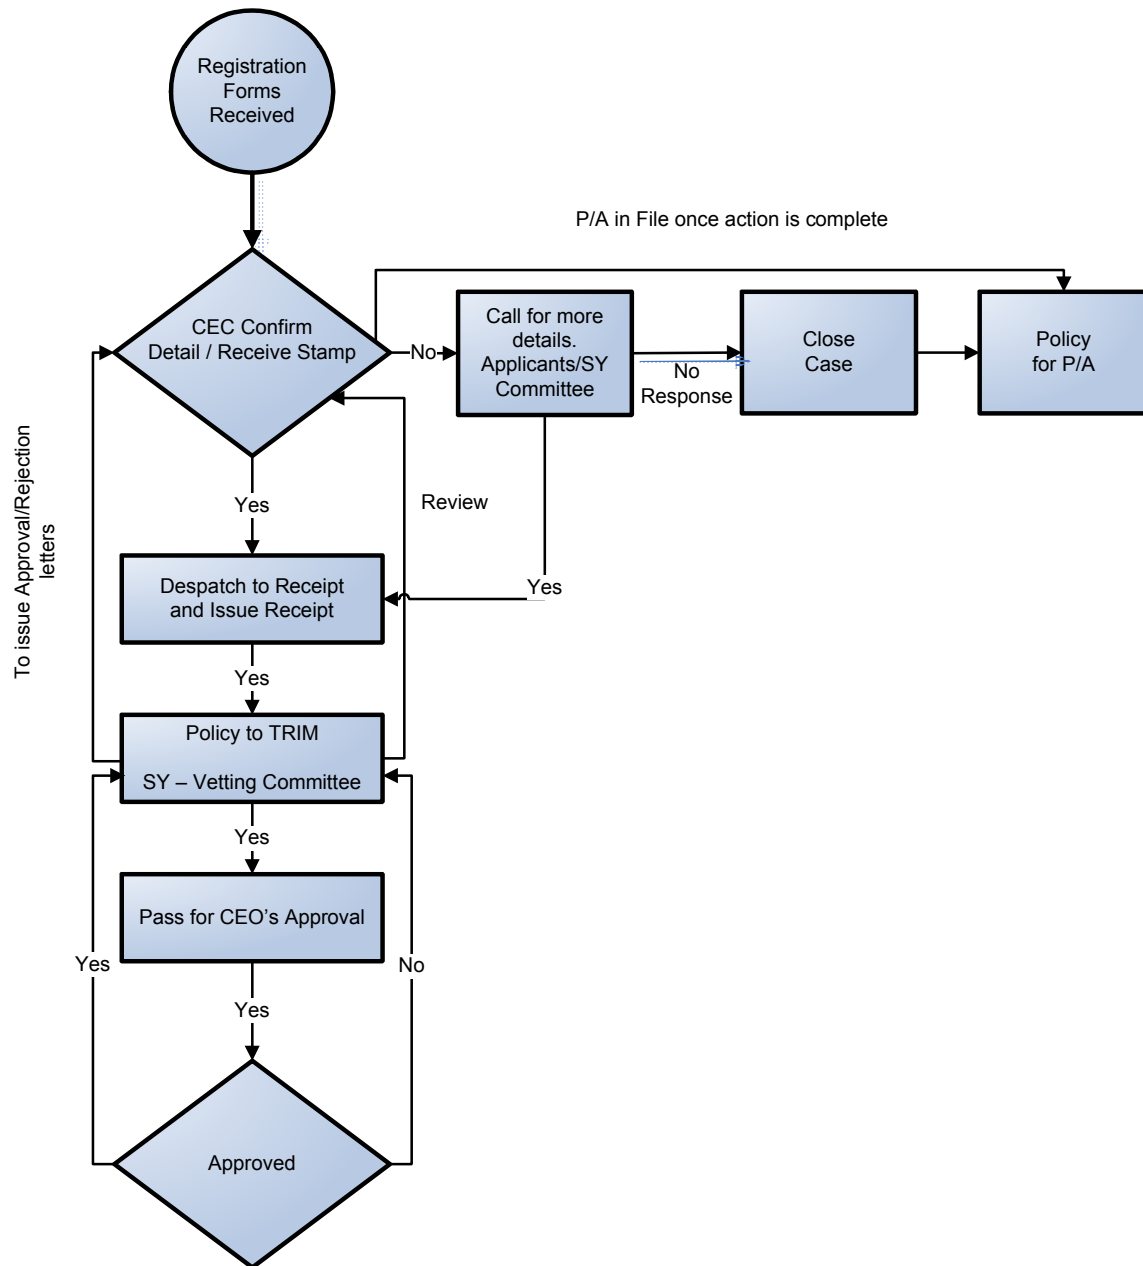 Registration
Forms
Received
P/A in File once action is complete
CEC Confirm
Detail / Receive Stamp
No
Call for more
details.
Applicants/SY
Committee
No
Response
Close
Case
Policy
for P/A
To issue Approval/Rejection
letters
Yes
Review
Despatch to Receipt
and Issue Receipt
Yes
Yes
Policy to TRIM
SY – Vetting Committee
Yes
Pass for CEO’s Approval
Yes
No
Yes
Approved